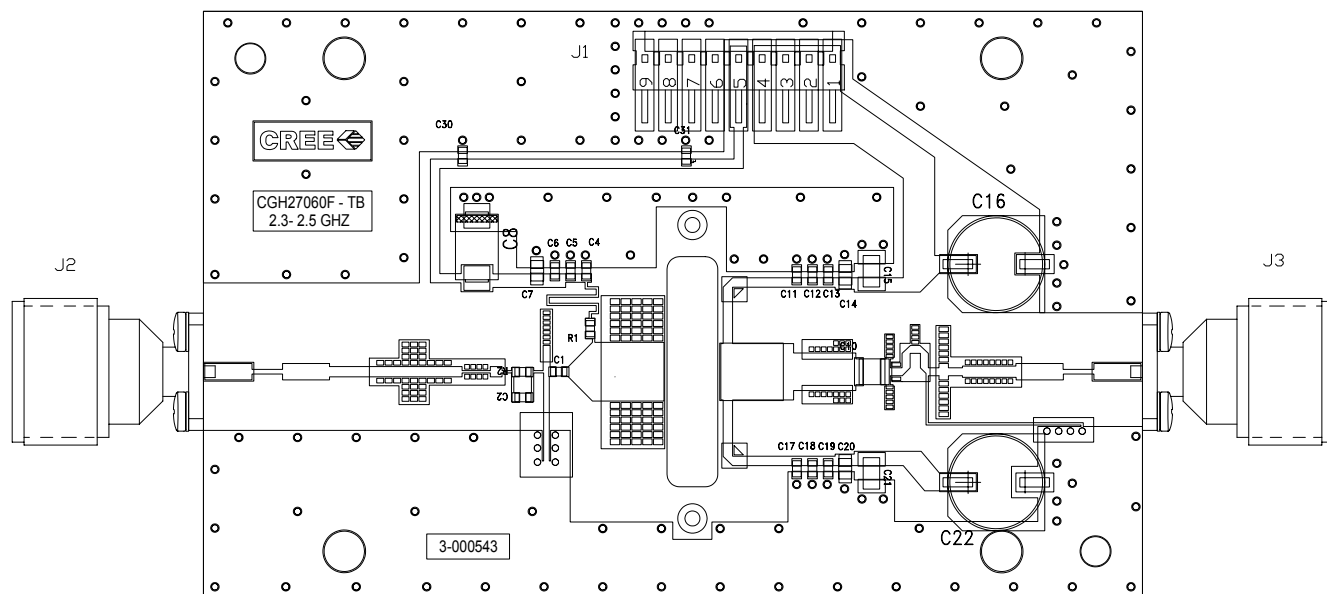 J1
9 8 7 6 5 4 3 2 1
C30
C31
CREE
CGH27060F - TB
2.3- 2.5 GHZ
C16
J2
J3
C8
C6 C5 C4
C7
C11 C12 C13
C14
C15
R1
C1
R2
C2
C10
C17 C18 C19 C20
C21
C22
3-000543